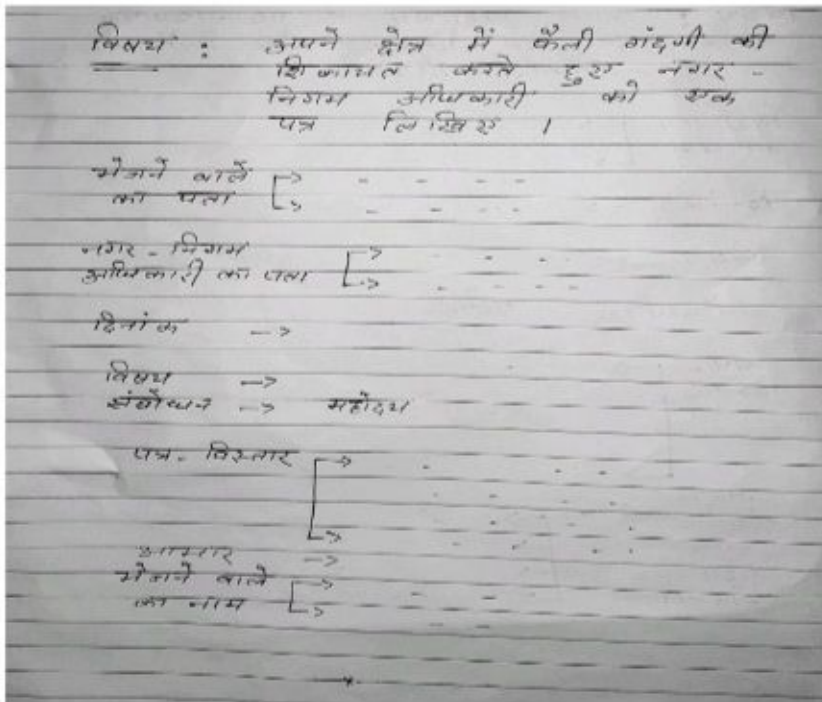 विषय : अपने क्षेत्र में फैली गंदगी की
शिकायत करते हुए नगर -
निगम अधिकारी को एक
पत्र लिखिए ।
भेजने वाले -> - - - -
का पता -> - - - -
नगर - निगम -> - - -
अधिकारी का पता -> - - -
दिनांक ->
विषय ->
संबोधन -> महोदय
पत्र - विस्तार ->
->
आभार ->
भेजने वाले ->
का नाम ->